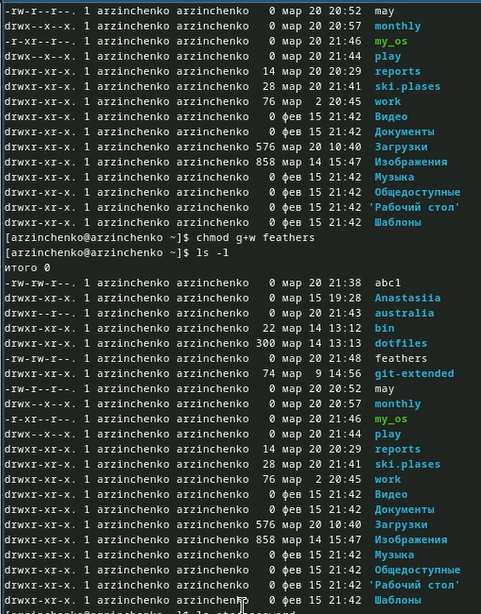 -rw-r--r--. 1 arzinchenko arzinchenko   0 мар 20 20:52  may
drwx--x--x. 1 arzinchenko arzinchenko   0 мар 20 20:57  monthly
-r-xr--r--. 1 arzinchenko arzinchenko   0 мар 20 21:46  my_os
drwx--x--x. 1 arzinchenko arzinchenko   0 мар 20 21:44  play
drwxr-xr-x. 1 arzinchenko arzinchenko  14 мар 20 20:29  reports
drwxr-xr-x. 1 arzinchenko arzinchenko  28 мар 20 21:41  ski.plases
drwxr-xr-x. 1 arzinchenko arzinchenko  76 мар  2 20:45  work
drwxr-xr-x. 1 arzinchenko arzinchenko   0 фев 15 21:42  Видео
drwxr-xr-x. 1 arzinchenko arzinchenko   0 фев 15 21:42  Документы
drwxr-xr-x. 1 arzinchenko arzinchenko 576 мар 20 10:40  Загрузки
drwxr-xr-x. 1 arzinchenko arzinchenko 858 мар 14 15:47  Изображения
drwxr-xr-x. 1 arzinchenko arzinchenko   0 фев 15 21:42  Музыка
drwxr-xr-x. 1 arzinchenko arzinchenko   0 фев 15 21:42  Общедоступные
drwxr-xr-x. 1 arzinchenko arzinchenko   0 фев 15 21:42 'Рабочий стол'
drwxr-xr-x. 1 arzinchenko arzinchenko   0 фев 15 21:42  Шаблоны
[arzinchenko@arzinchenko ~]$ chmod g+w feathers
[arzinchenko@arzinchenko ~]$ ls -l
итого 0
-rw-rw-r--. 1 arzinchenko arzinchenko   0 мар 20 21:38  abc1
drwxr-xr-x. 1 arzinchenko arzinchenko   0 мар 15 19:28  Anastasiia
drwxr--r--. 1 arzinchenko arzinchenko   0 мар 20 21:43  australia
drwxr-xr-x. 1 arzinchenko arzinchenko  22 мар 14 13:12  bin
drwxr-xr-x. 1 arzinchenko arzinchenko 300 мар 14 13:13  dotfiles
-rw-rw-r--. 1 arzinchenko arzinchenko   0 мар 20 21:48  feathers
drwxr-xr-x. 1 arzinchenko arzinchenko  74 мар  9 14:56  git-extended
-rw-r--r--. 1 arzinchenko arzinchenko   0 мар 20 20:52  may
drwx--x--x. 1 arzinchenko arzinchenko   0 мар 20 20:57  monthly
-r-xr--r--. 1 arzinchenko arzinchenko   0 мар 20 21:46  my_os
drwx--x--x. 1 arzinchenko arzinchenko   0 мар 20 21:44  play
drwxr-xr-x. 1 arzinchenko arzinchenko  14 мар 20 20:29  reports
drwxr-xr-x. 1 arzinchenko arzinchenko  28 мар 20 21:41  ski.plases
drwxr-xr-x. 1 arzinchenko arzinchenko  76 мар  2 20:45  work
drwxr-xr-x. 1 arzinchenko arzinchenko   0 фев 15 21:42  Видео
drwxr-xr-x. 1 arzinchenko arzinchenko   0 фев 15 21:42  Документы
drwxr-xr-x. 1 arzinchenko arzinchenko 576 мар 20 10:40  Загрузки
drwxr-xr-x. 1 arzinchenko arzinchenko 858 мар 14 15:47  Изображения
drwxr-xr-x. 1 arzinchenko arzinchenko   0 фев 15 21:42  Музыка
drwxr-xr-x. 1 arzinchenko arzinchenko   0 фев 15 21:42  Общедоступные
drwxr-xr-x. 1 arzinchenko arzinchenko   0 фев 15 21:42 'Рабочий стол'
drwxr-xr-x. 1 arzinchenko arzinchenko   0 фев 15 21:42  Шаблоны